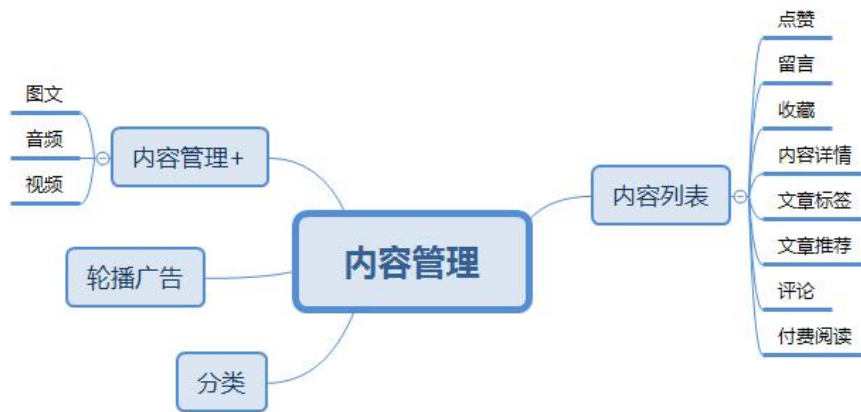 内容管理
内容列表
点赞
留言
收藏
内容详情
文章标签
文章推荐
评论
付费阅读
内容管理+
图文
音频
视频
轮播广告
分类